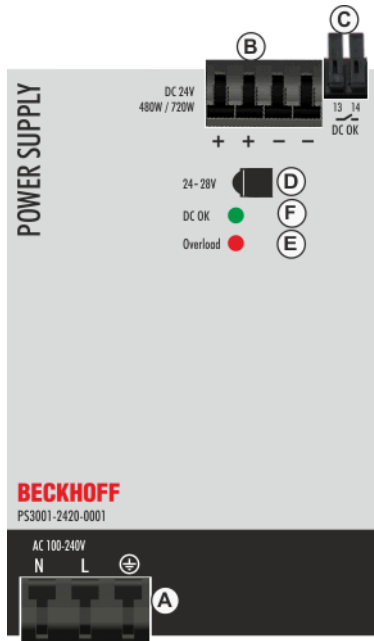 C
B
DC 24V
480W / 720W
13 14
DC OK
+ + − −
POWER SUPPLY
24-28V
D
DC OK
F
Overload
E
BECKHOFF
PS3001-2420-0001
AC 100-240V
N L
A